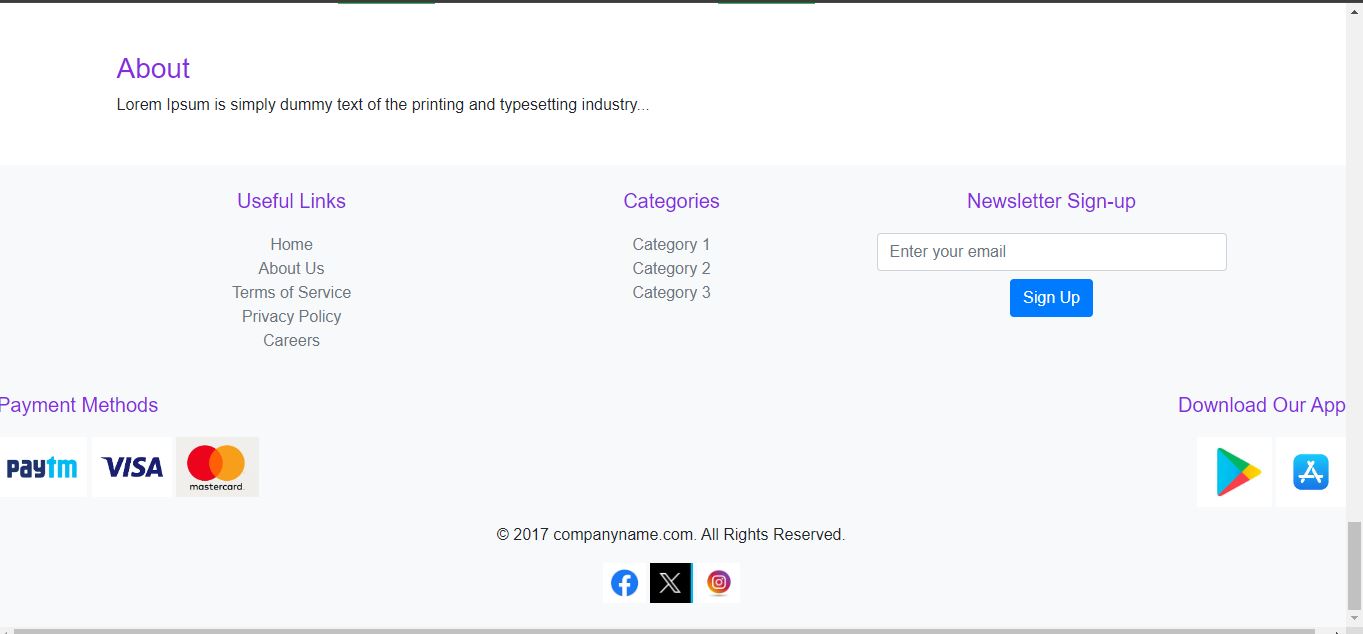 About
Lorem Ipsum is simply dummy text of the printing and typesetting industry...
Useful Links
Home
About Us
Terms of Service
Privacy Policy
Careers
Categories
Category 1
Category 2
Category 3
Newsletter Sign-up
Enter your email
Sign Up
Payment Methods
paytm VISA mastercard.
Download Our App
© 2017 companyname.com. All Rights Reserved.